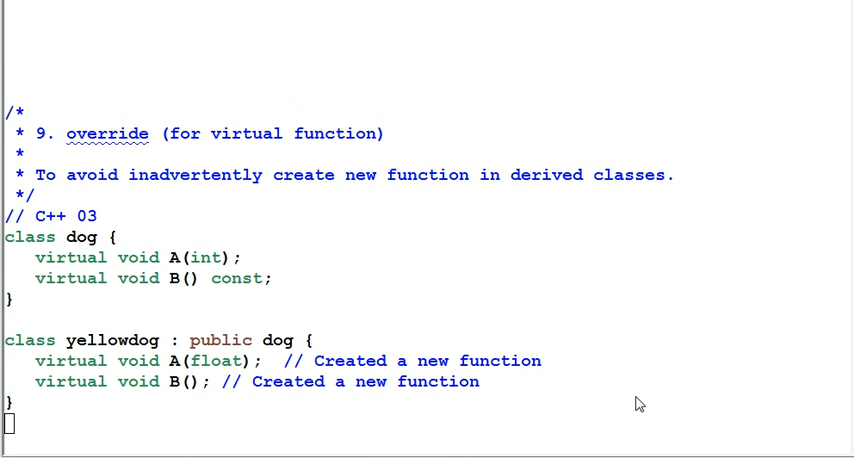 /*
 * 9. override (for virtual function)
 *
 * To avoid inadvertently create new function in derived classes.
 */
// C++ 03
class dog {
   virtual void A(int);
   virtual void B() const;
}

class yellowdog : public dog {
   virtual void A(float);  // Created a new function
   virtual void B(); // Created a new function
}